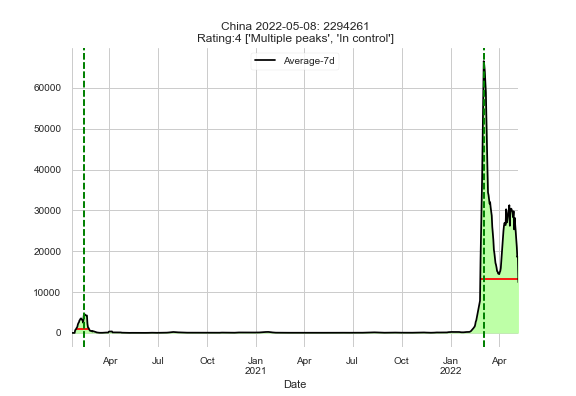 China 2022-05-08: 2294261
Rating:4 ['Multiple peaks', 'In control']
Average-7d
60000
50000
40000
30000
20000
10000
0
Apr Jul Oct Jan Apr Jul Oct Jan Apr
2021 2022
Date